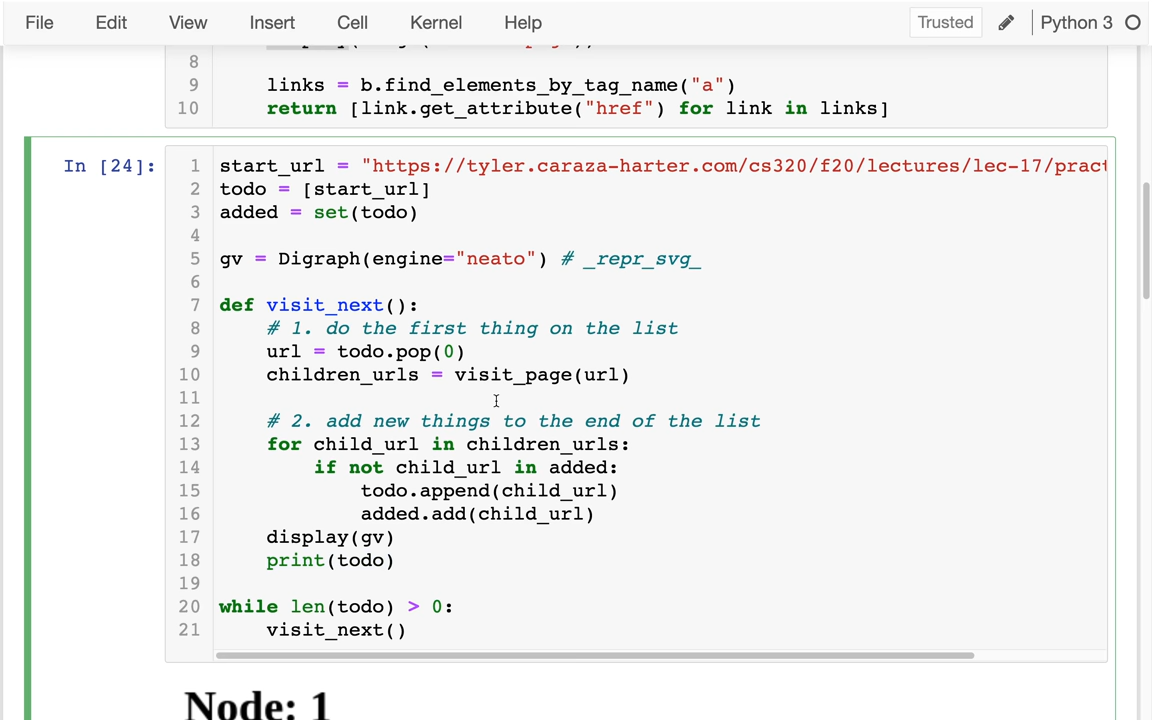 File Edit View Insert Cell Kernel Help Trusted Python 3
8
9 links = b.find_elements_by_tag_name("a")
10 return [link.get_attribute("href") for link in links]
In [24]:
1 start_url = "https://tyler.caraza-harter.com/cs320/f20/lectures/lec-17/pract
2 todo = [start_url]
3 added = set(todo)
4
5 gv = Digraph(engine="neato") # _repr_svg_
6
7 def visit_next():
8 # 1. do the first thing on the list
9 url = todo.pop(0)
10 children_urls = visit_page(url)
11
12 # 2. add new things to the end of the list
13 for child_url in children_urls:
14 if not child_url in added:
15 todo.append(child_url)
16 added.add(child_url)
17 display(gv)
18 print(todo)
19
20 while len(todo) > 0:
21 visit_next()
Node: 1